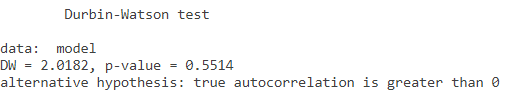 Durbin-Watson test
data:  model
DW = 2.0182, p-value = 0.5514
alternative hypothesis: true autocorrelation is greater than 0